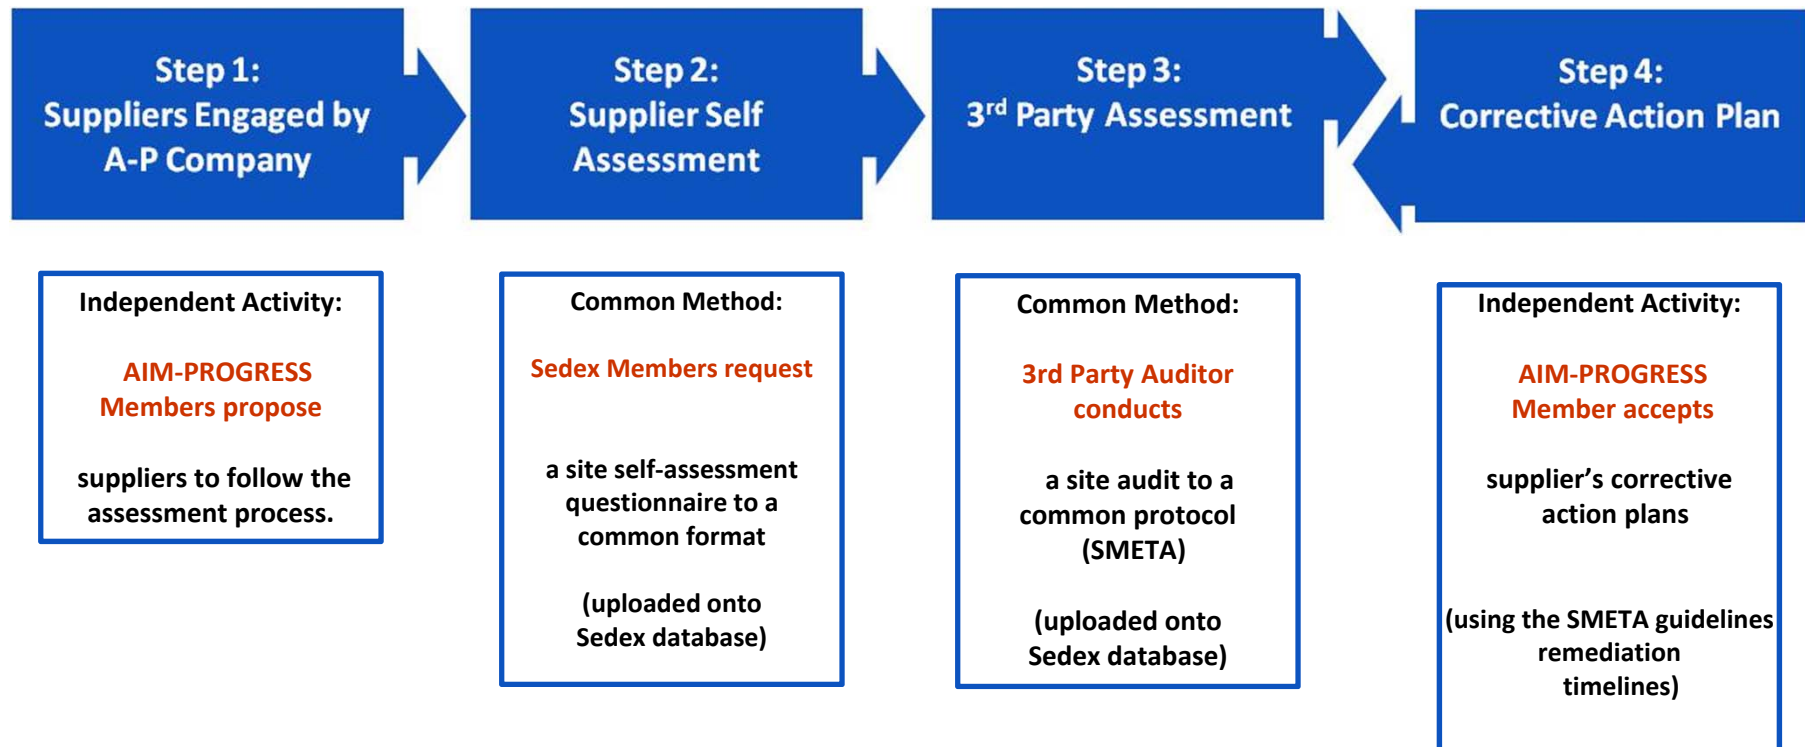 Step 1:
Suppliers Engaged by
A-P Company
Step 2:
Supplier Self
Assessment
Step 3:
3rd Party Assessment
Step 4:
Corrective Action Plan
Independent Activity:
AIM-PROGRESS
Members propose
suppliers to follow the
assessment process.
Common Method:
Sedex Members request
a site self-assessment
questionnaire to a
common format
(uploaded onto
Sedex database)
Common Method:
3rd Party Auditor
conducts
a site audit to a
common protocol
(SMETA)
(uploaded onto
Sedex database)
Independent Activity:
AIM-PROGRESS
Member accepts
supplier’s corrective
action plans
(using the SMETA guidelines
remediation
timelines)